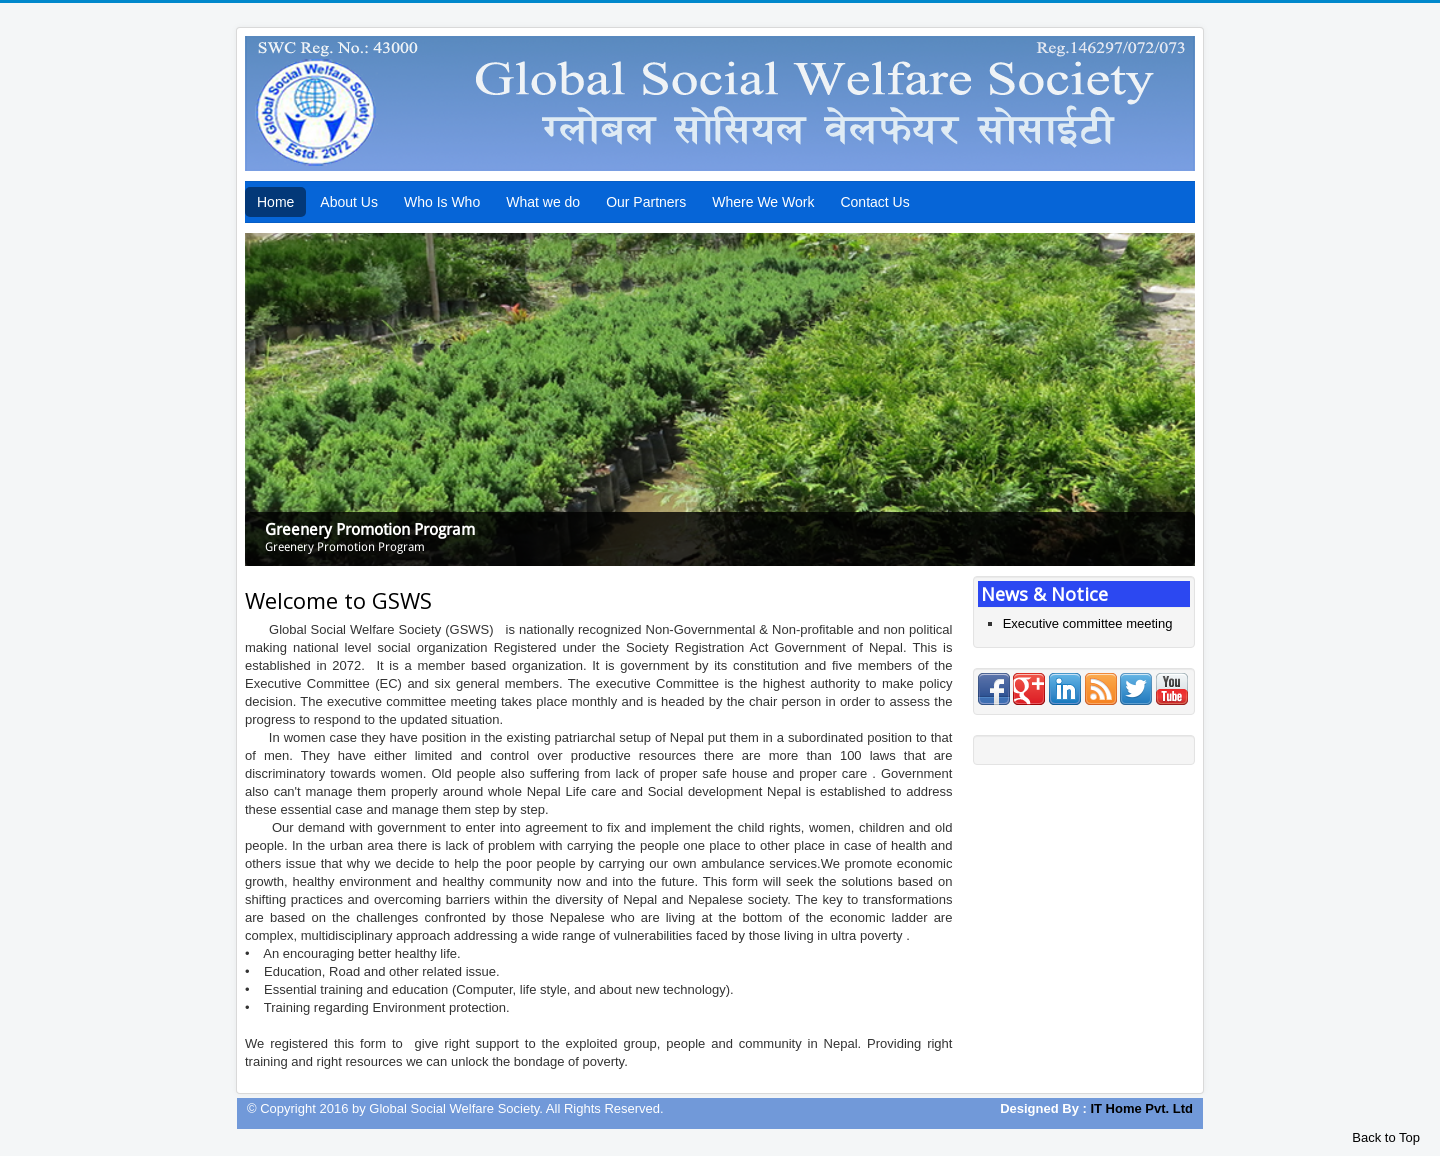 SWC Reg. No.: 43000
Reg.146297/072/073
Global Social Welfare Society
Estd. 2072
Global Social Welfare Society
ग्लोबल सोसियल वेलफेयर सोसाईटी
Home
About Us
Who Is Who
What we do
Our Partners
Where We Work
Contact Us
Greenery Promotion Program
Greenery Promotion Program
Welcome to GSWS
Global Social Welfare Society (GSWS) is nationally recognized Non-Governmental & Non-profitable and non political
making national level social organization Registered under the Society Registration Act Government of Nepal. This is
established in 2072. It is a member based organization. It is government by its constitution and five members of the
Executive Committee (EC) and six general members. The executive Committee is the highest authority to make policy
decision. The executive committee meeting takes place monthly and is headed by the chair person in order to assess the
progress to respond to the updated situation.
In women case they have position in the existing patriarchal setup of Nepal put them in a subordinated position to that
of men. They have either limited and control over productive resources there are more than 100 laws that are
discriminatory towards women. Old people also suffering from lack of proper safe house and proper care . Government
also can't manage them properly around whole Nepal Life care and Social development Nepal is established to address
these essential case and manage them step by step.
Our demand with government to enter into agreement to fix and implement the child rights, women, children and old
people. In the urban area there is lack of problem with carrying the people one place to other place in case of health and
others issue that why we decide to help the poor people by carrying our own ambulance services.We promote economic
growth, healthy environment and healthy community now and into the future. This form will seek the solutions based on
shifting practices and overcoming barriers within the diversity of Nepal and Nepalese society. The key to transformations
are based on the challenges confronted by those Nepalese who are living at the bottom of the economic ladder are
complex, multidisciplinary approach addressing a wide range of vulnerabilities faced by those living in ultra poverty .
• An encouraging better healthy life.
• Education, Road and other related issue.
• Essential training and education (Computer, life style, and about new technology).
• Training regarding Environment protection.
We registered this form to give right support to the exploited group, people and community in Nepal. Providing right
training and right resources we can unlock the bondage of poverty.
News & Notice
Executive committee meeting
You
Tube
© Copyright 2016 by Global Social Welfare Society. All Rights Reserved.
Designed By : IT Home Pvt. Ltd
Back to Top